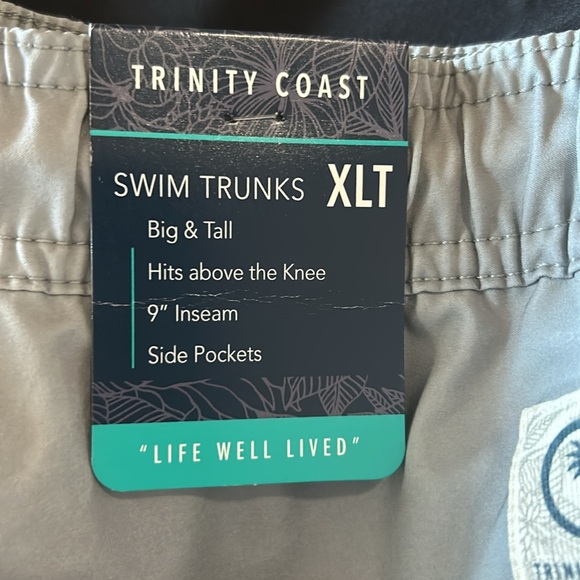 TRINITY COAST
SWIM TRUNKS XLT
Big & Tall
Hits above the Knee
9” Inseam
Side Pockets
"LIFE WELL LIVED"